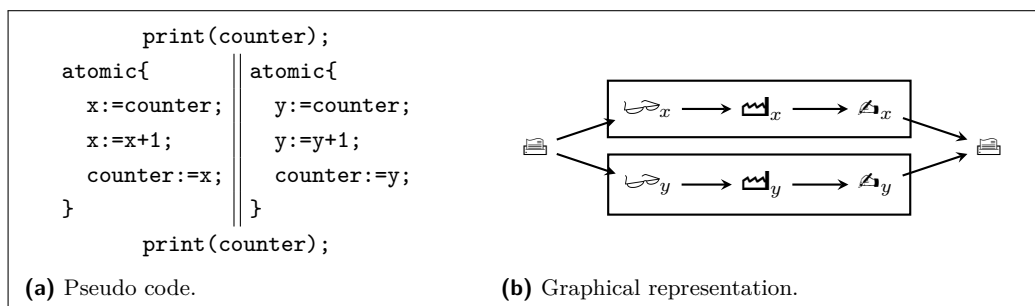 print(counter);
atomic{ atomic{
x:=counter; y:=counter;
x:=x+1; y:=y+1;
counter:=x; counter:=y;
} }
print(counter);
x x x
y y y
(a) Pseudo code. (b) Graphical representation.